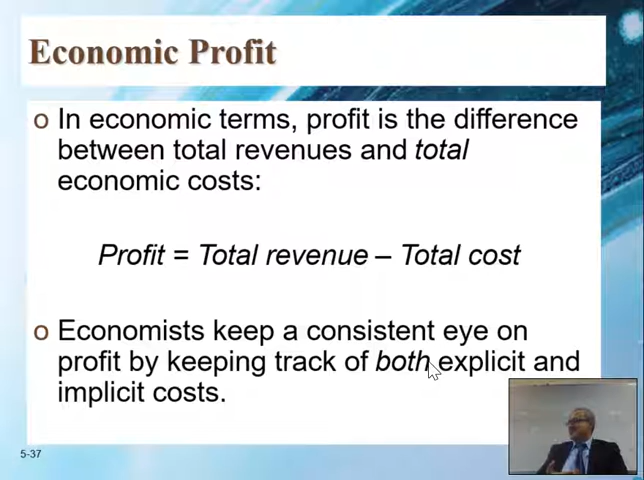 Economic Profit
o In economic terms, profit is the difference
between total revenues and total
economic costs:
Profit = Total revenue – Total cost
o Economists keep a consistent eye on
profit by keeping track of both explicit and
implicit costs.
5-37